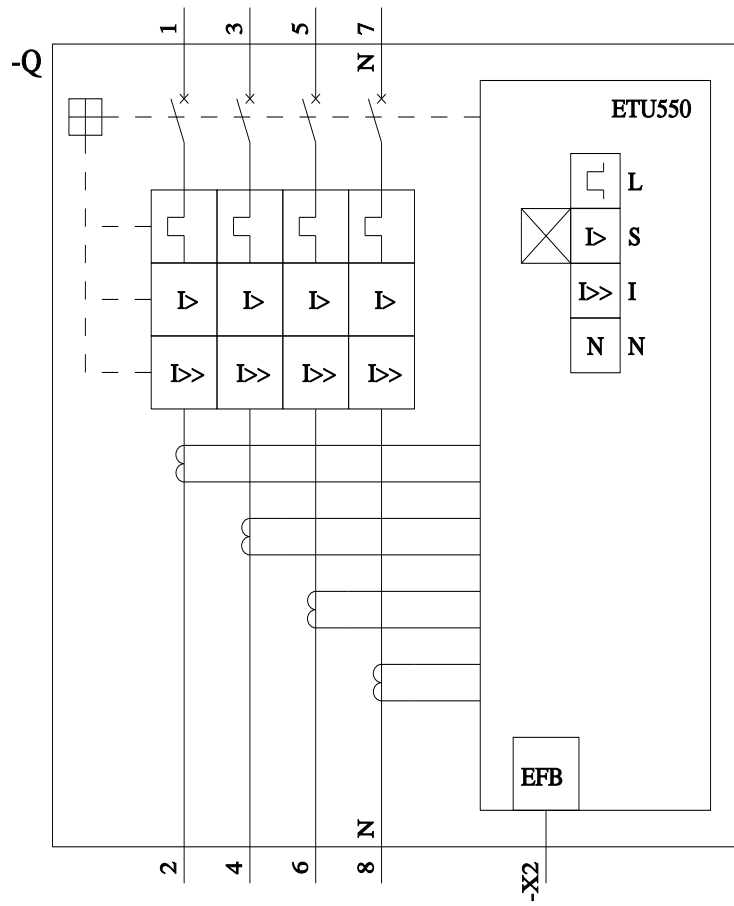 1 3 5 7
-Q
N
ETU550
L
I> S
I> I> I> I>
I>> I
N N
I>> I>> I>> I>>
EFB
N
2 4 6 8
-X2